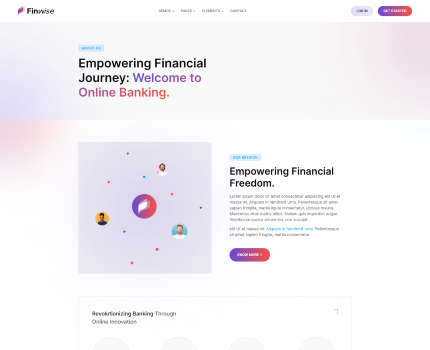 Finwise
DEMOS
PAGES
ELEMENTS
CONTACT
LOG IN
GET STARTED
ABOUT US
Empowering Financial
Journey: Welcome to
Online Banking.
OUR MISSION
Empowering Financial
Freedom.
Lorem ipsum dolor sit amet consectetur adipiscing elit Ut et
massa mi. Aliquam in hendrerit urna. Pellentesque sit amet
sapien fringilla, mattis ligula consectetur, ultrices mauris.
Maecenas vitae mattis tellus. Nullam quis imperdiet augue.
Vestibulum auctor ornare leo, non suscipit.
elit Ut et massa mi. Aliquam in hendrerit urna. Pellentesque
sit amet sapien fringilla, mattis consectetur.
KNOW MORE
Revolutionizing Banking Through
Online Innovation